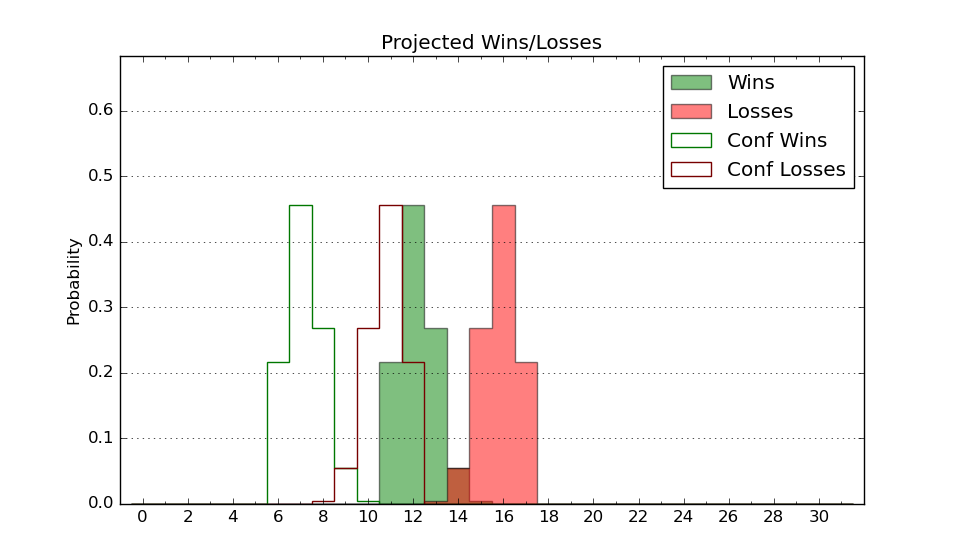 Projected Wins/Losses
Wins
Losses
Conf Wins
Conf Losses
Probability
0.6
0.5
0.4
0.3
0.2
0.1
0.0
0 2 4 6 8 10 12 14 16 18 20 22 24 26 28 30